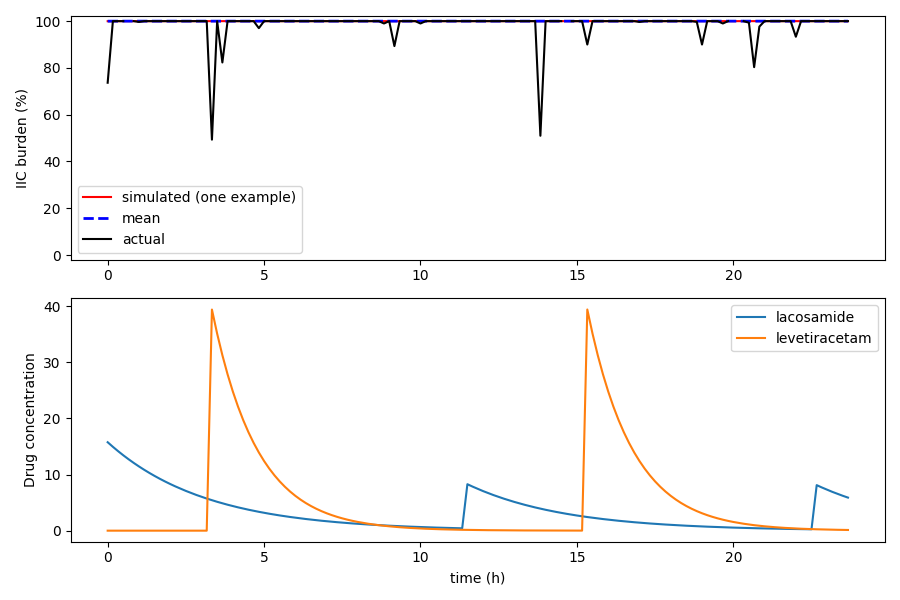 100
80
60
40
20
0
IIC burden (%)
simulated (one example)
mean
actual
0 5 10 15 20
40
30
20
10
0
Drug concentration
lacosamide
levetiracetam
0 5 10 15 20
time (h)